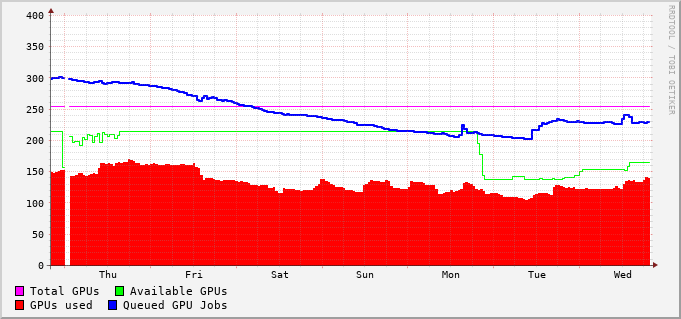 RRDTOOL / TOBI OETIKER
400
350
300
250
200
150
100
50
0
Thu Fri Sat Sun Mon Tue Wed
Total GPUs Available GPUs
GPUs used Queued GPU Jobs